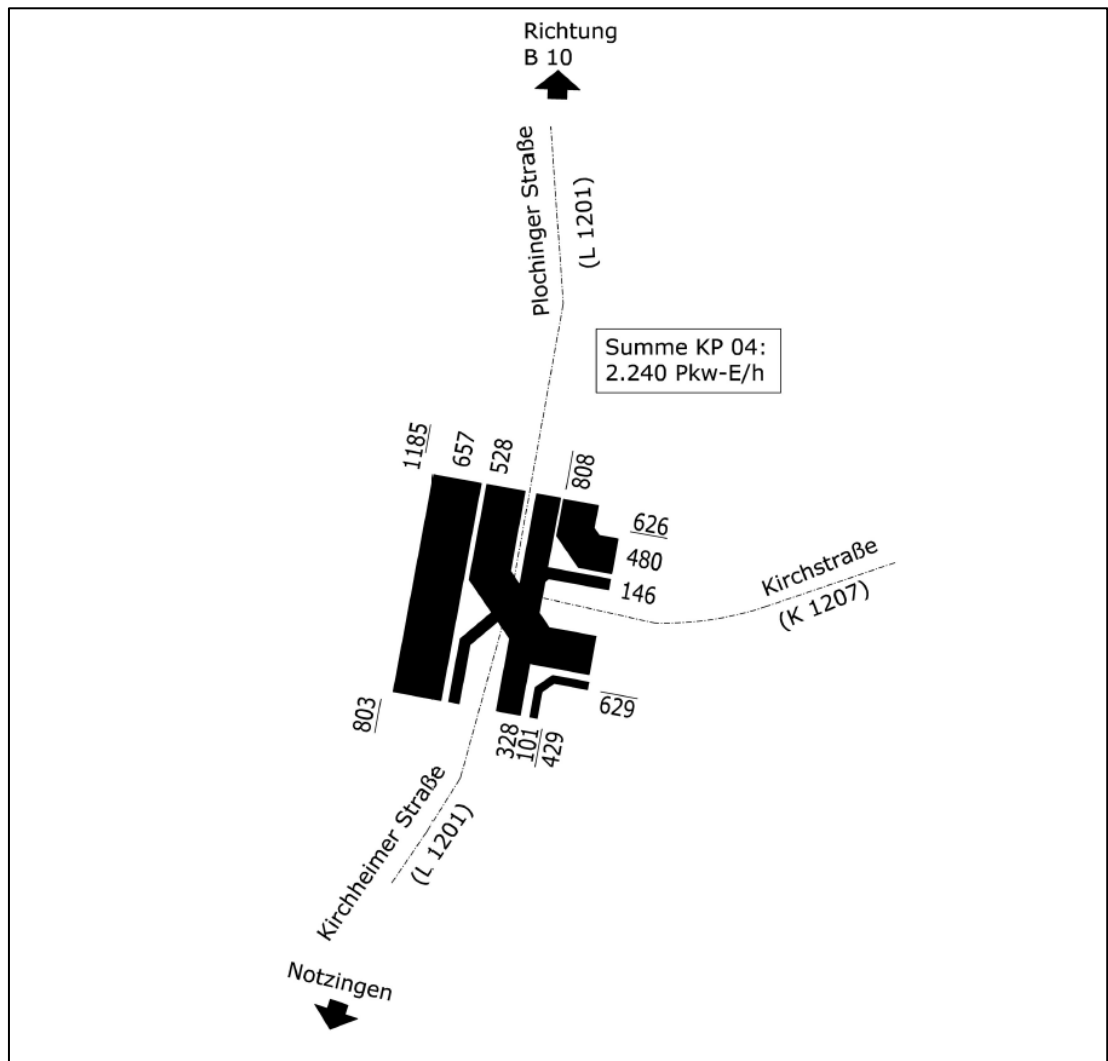 Richtung
B 10
Plochinger Straße
(L 1201)
Summe KP 04:
2.240 Pkw-E/h
1185
657
528
808
626
480
146
Kirchstraße
(K 1207)
629
803
328
101
429
Kirchheimer Straße
(L 1201)
Notzingen